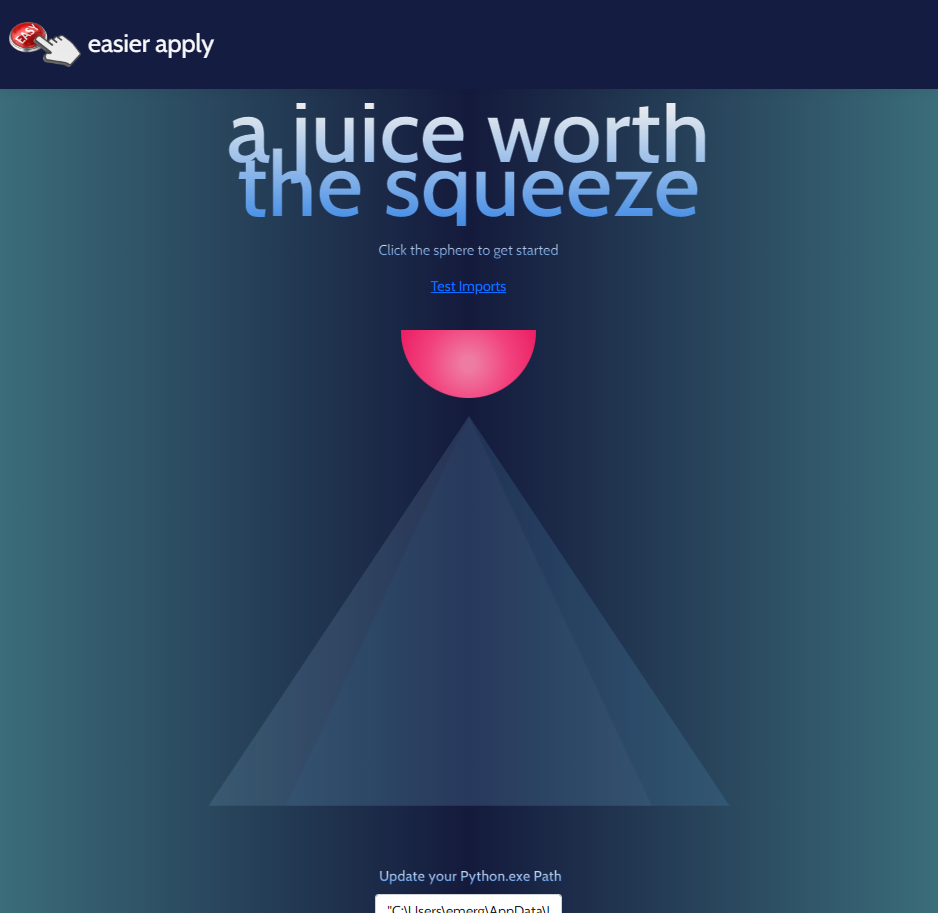 EASY
easier apply
a juice worth
the squeeze
Click the sphere to get started
Test Imports
Update your Python.exe Path
"C:\Users\emerg\AppData\L